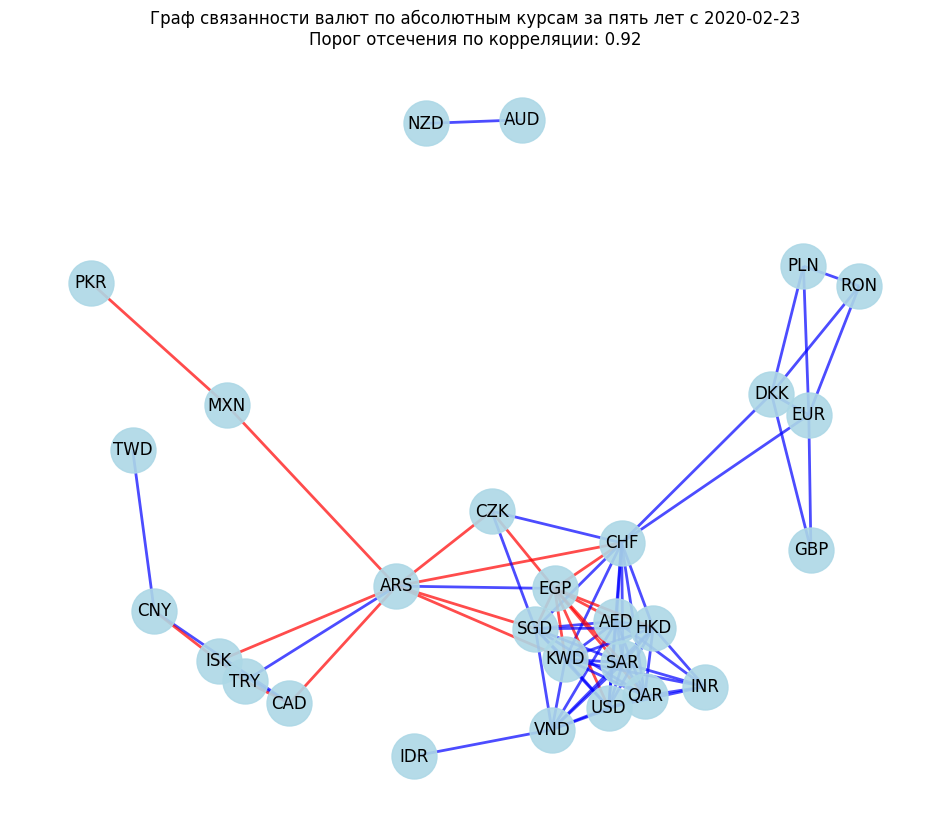 Граф связанности валют по абсолютным курсам за пять лет с 2020-02-23
Порог отсечения по корреляции: 0.92
NZD
AUD
PKR
PLN
RON
MXN
DKK
EUR
TWD
CZK
CHF
GBP
ARS
EGP
CNY
SGD
AED
HKD
ISK
KWD
SAR
TRY
CAD
USD
QAR
INR
VND
IDR